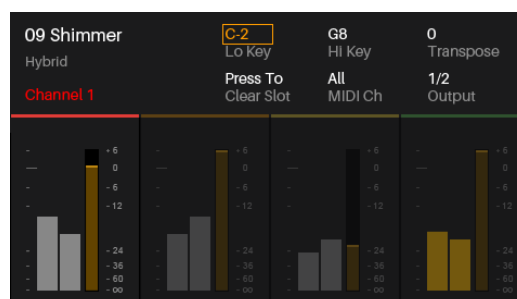 09 Shimmer
Hybrid
Channel 1
C-2
Lo Key
G8
Hi Key
0
Transpose
Press To
Clear Slot
All
MIDI Ch
1/2
Output
- + 6
- 0
- 6
- 12
- 24
- 36
- 60
- oo
- + 6
- 0
- 6
- 12
- 24
- 36
- 60
- oo
- + 6
- 0
- 6
- 12
- 24
- 36
- 60
- oo
- + 6
- 0
- 6
- 12
- 24
- 36
- 60
- oo